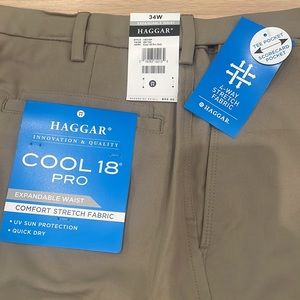 34W
HAGGAR®
TEE POCKET
SCORECARD
POCKET
4-WAY
STRETCH
FABRIC
HAGGAR
HAGGAR®
INNOVATION & QUALITY
COOL 18®
PRO
EXPANDABLE WAIST
COMFORT STRETCH FABRIC
• UV SUN PROTECTION
• QUICK DRY